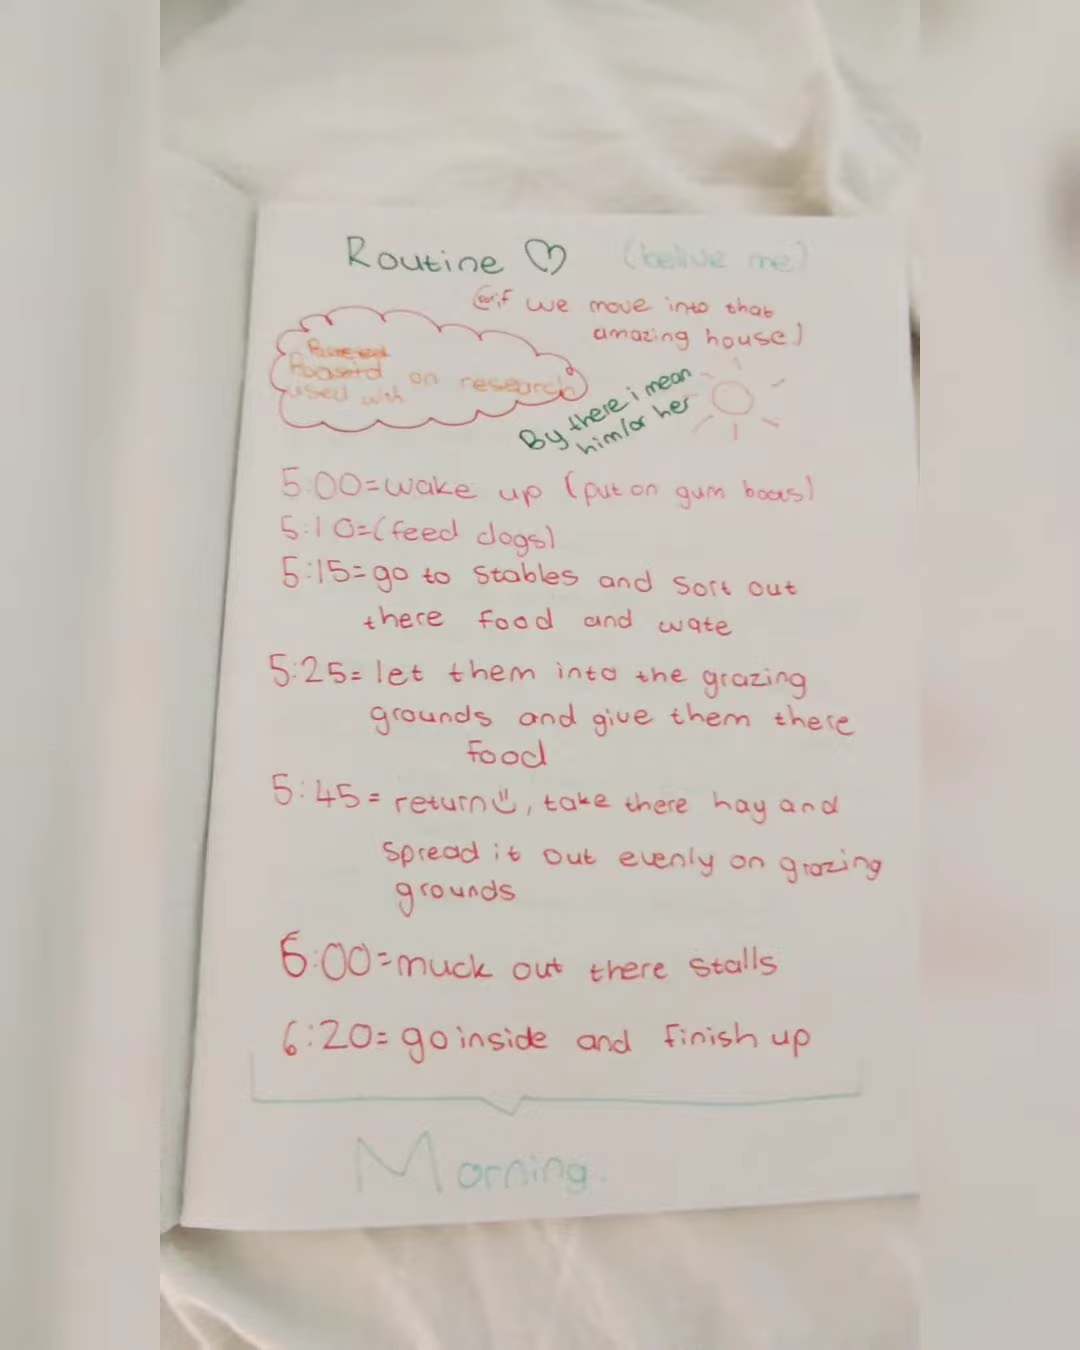 Routine ♡ (belive me)
(or if we move into that
amazing house)
on research
used with
By there i mean
him/or her
5:00=wake up (put on gum boots)
5:10=(feed dogs)
5:15=go to stables and sort out
there food and wate
5:25=let them into the grazing
grounds and give them there
food
5:45=return, take there hay and
spread it out evenly on grazing
grounds
6:00=muck out there stalls
6:20=go inside and finish up
Morning.